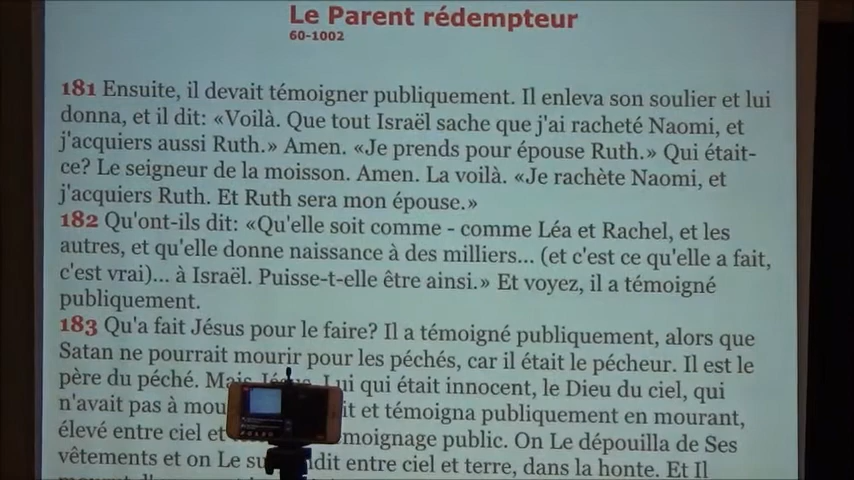 Le Parent rédempteur
60-1002
181 Ensuite, il devait témoigner publiquement. Il enleva son soulier et lui
donna, et il dit: «Voilà. Que tout Israël sache que j'ai racheté Naomi, et
j'acquiers aussi Ruth.» Amen. «Je prends pour épouse Ruth.» Qui était-
ce? Le seigneur de la moisson. Amen. La voilà. «Je rachète Naomi, et
j'acquiers Ruth. Et Ruth sera mon épouse.»
182 Qu'ont-ils dit: «Qu'elle soit comme - comme Léa et Rachel, et les
autres, et qu'elle donne naissance à des milliers... (et c'est ce qu'elle a fait,
c'est vrai)... à Israël. Puisse-t-elle être ainsi.» Et voyez, il a témoigné
publiquement.
183 Qu'a fait Jésus pour le faire? Il a témoigné publiquement, alors que
Satan ne pourrait mourir pour les péchés, car il était le pécheur. Il est le
père du péché. Mais Jésus, Lui qui était innocent, le Dieu du ciel, qui
n'avait pas à mou it et témoigna publiquement en mourant,
élevé entre ciel et moignage public. On Le dépouilla de Ses
vêtements et on Le su dit entre ciel et terre, dans la honte. Et Il